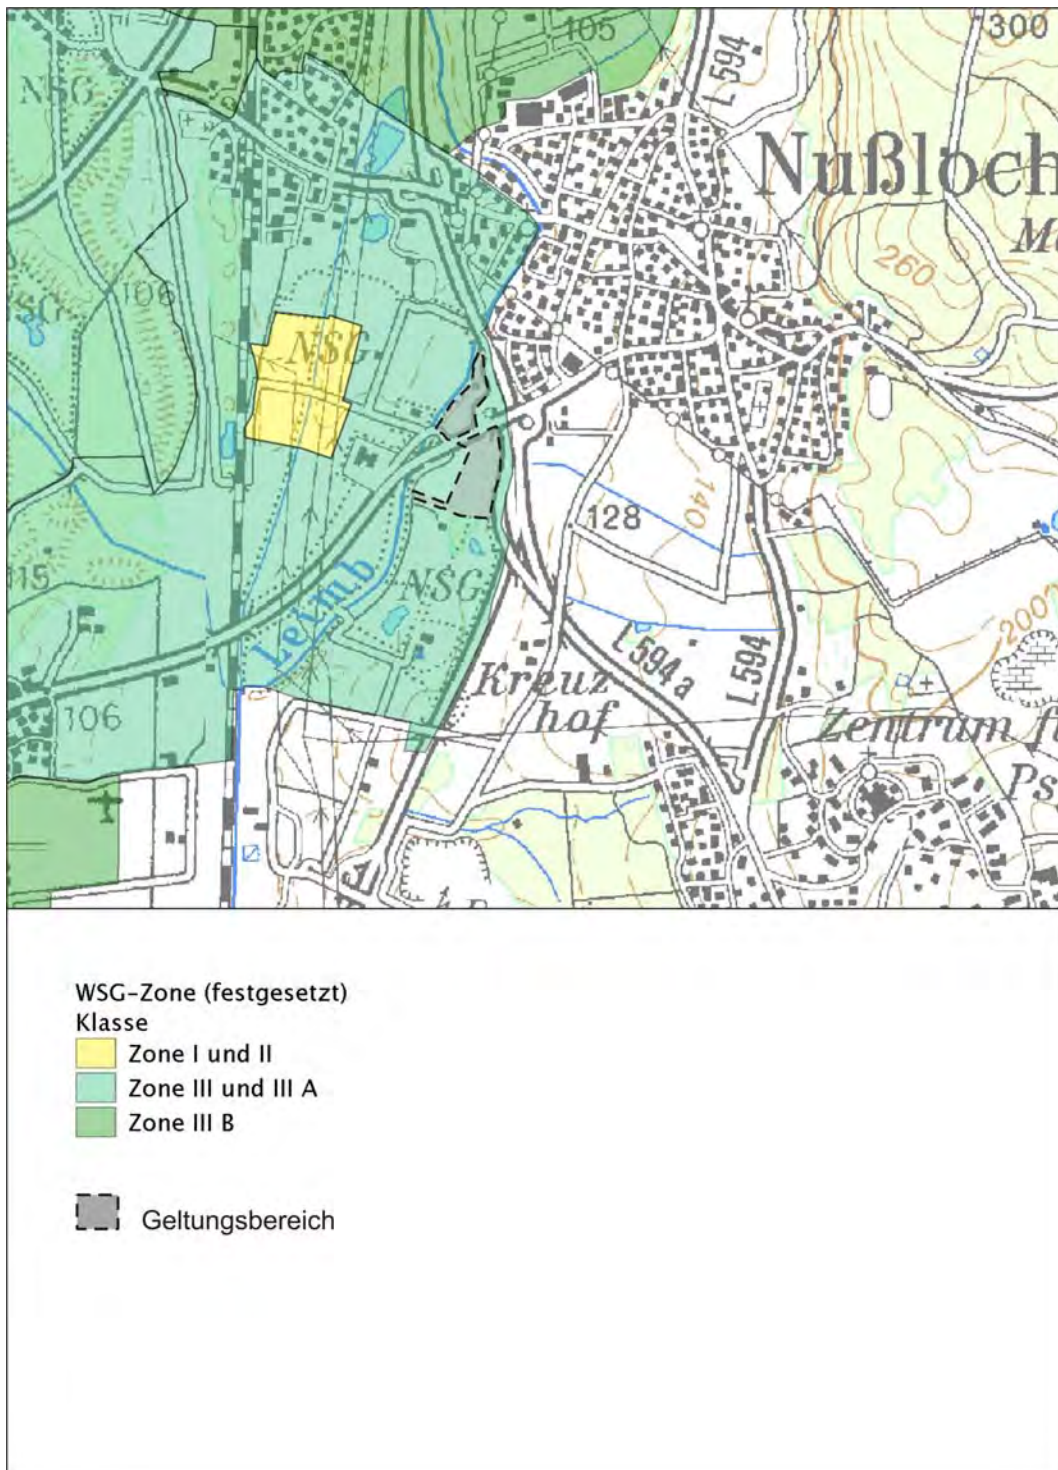 300
105
NSG
L 594
Nußloch
M
260
106
NSG
140
128
115
NSG
Leimb
200
L 594 a
L 594
Kreuz
hof
106
Zentrum f
Ps
WSG-Zone (festgesetzt)
Klasse
Zone I und II
Zone III und III A
Zone III B
Geltungsbereich